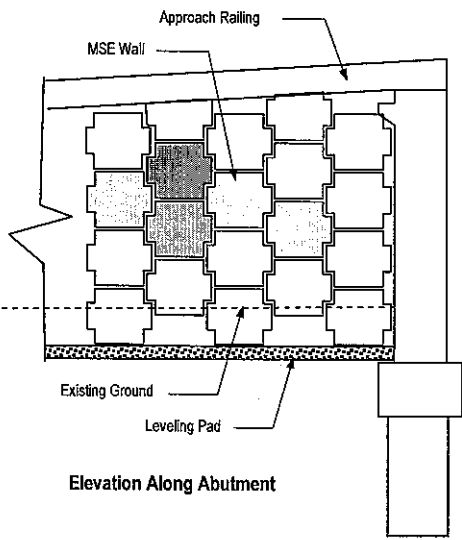 Approach Railing
MSE Wall
Existing Ground
Leveling Pad
Elevation Along Abutment